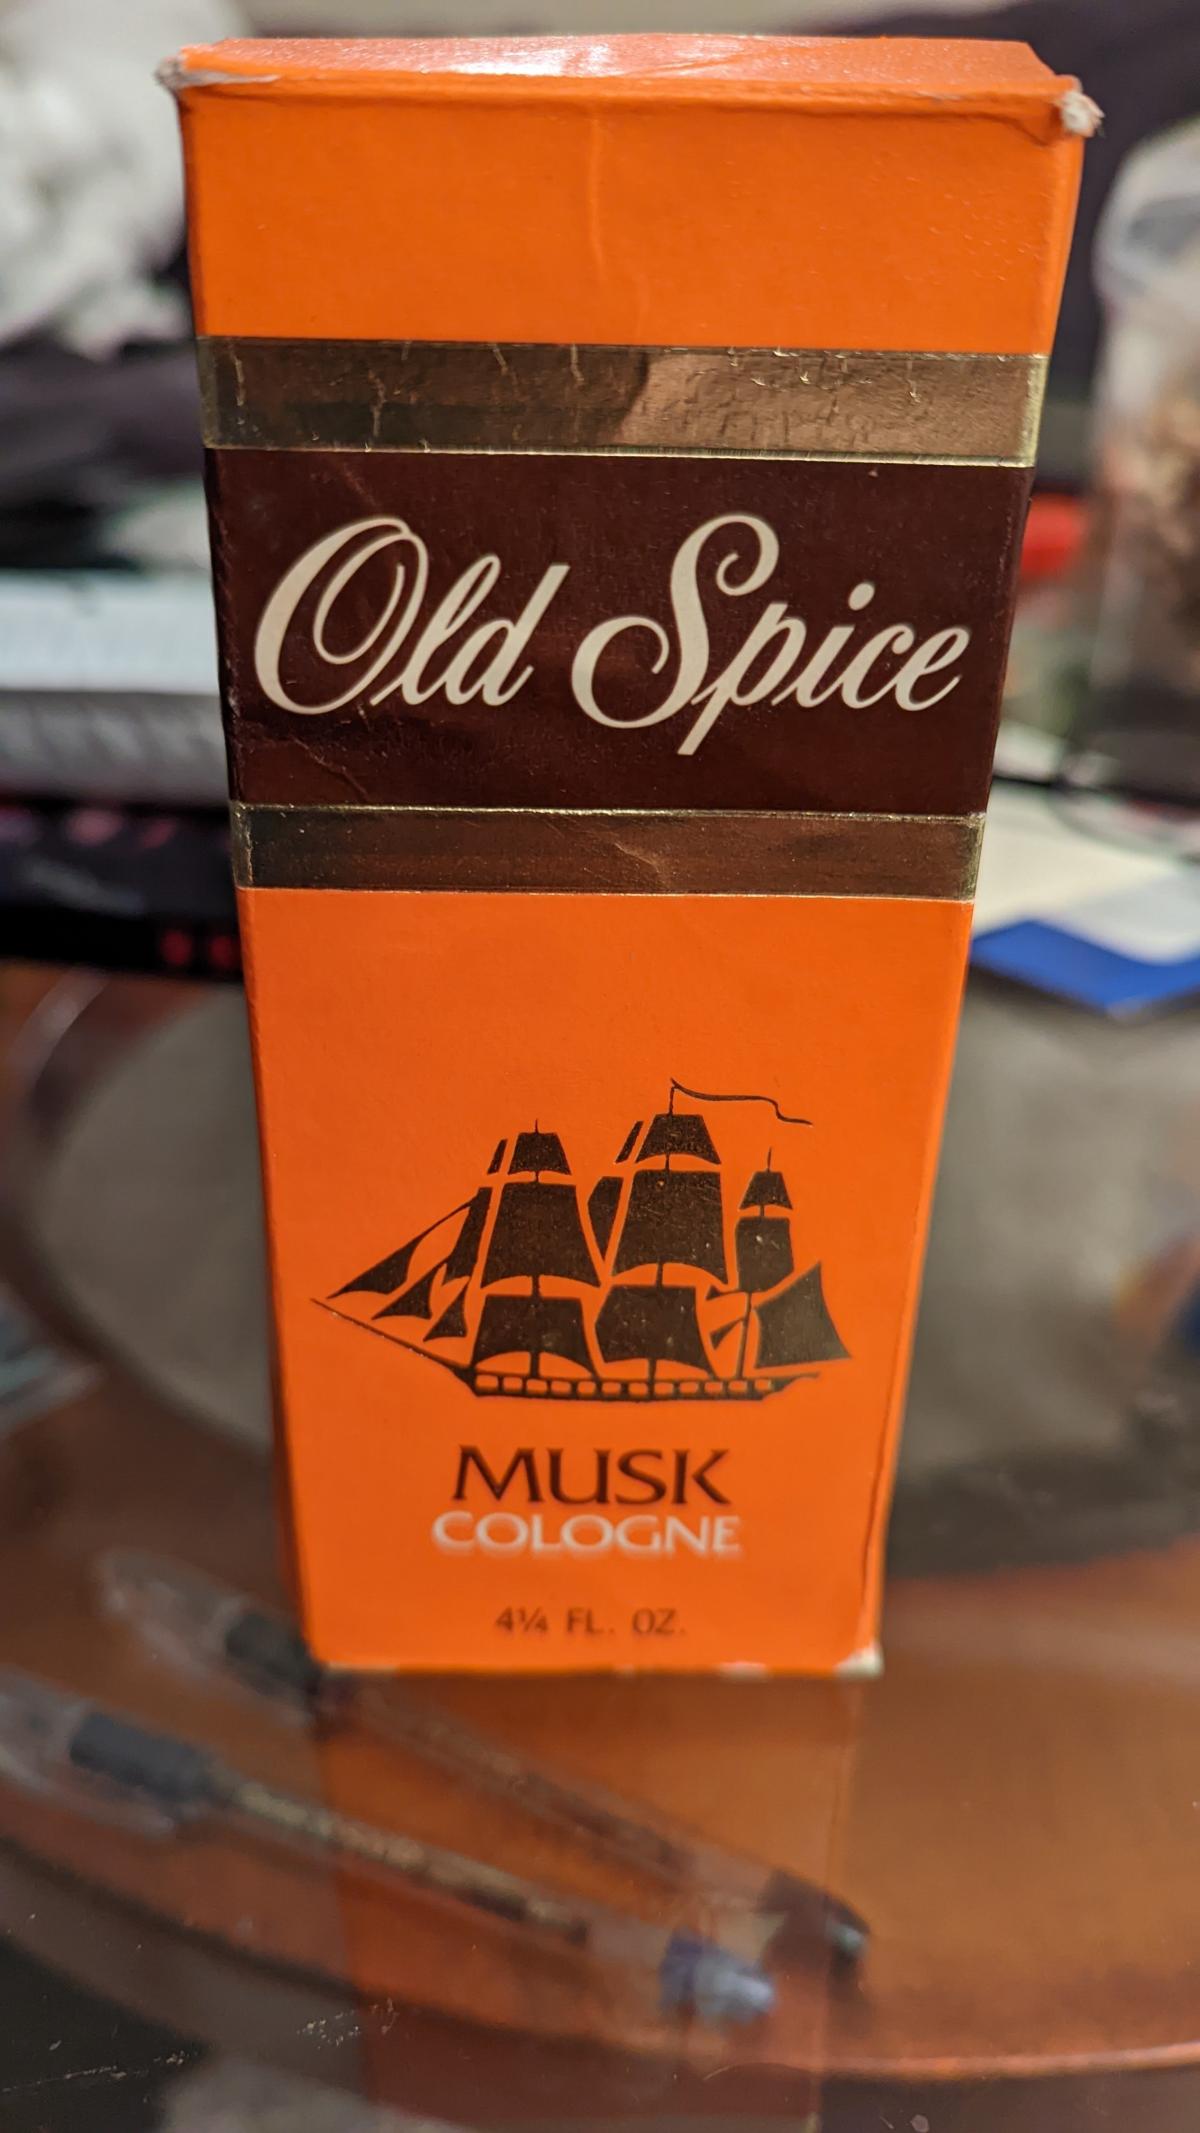 Old Spice
MUSK
COLOGNE
4¼ FL. OZ.